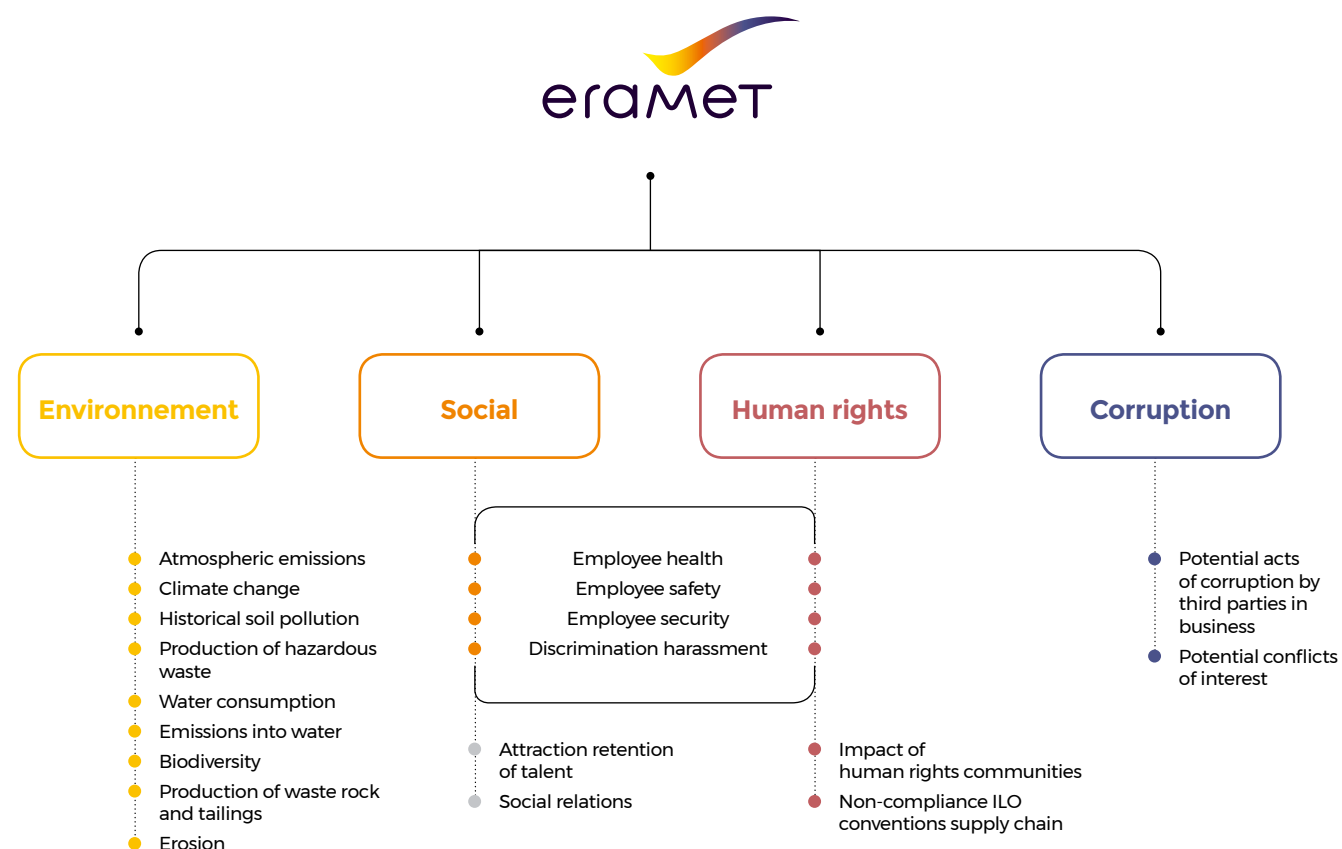 eramet
Environnement
Social
Human rights
Corruption
Atmospheric emissions
Climate change
Historical soil pollution
Production of hazardous
waste
Water consumption
Emissions into water
Biodiversity
Production of waste rock
and tailings
Erosion
Employee health
Employee safety
Employee security
Discrimination harassment
Attraction retention
of talent
Social relations
Impact of
human rights communities
Non-compliance ILO
conventions supply chain
Potential acts
of corruption by
third parties in
business
Potential conflicts
of interest